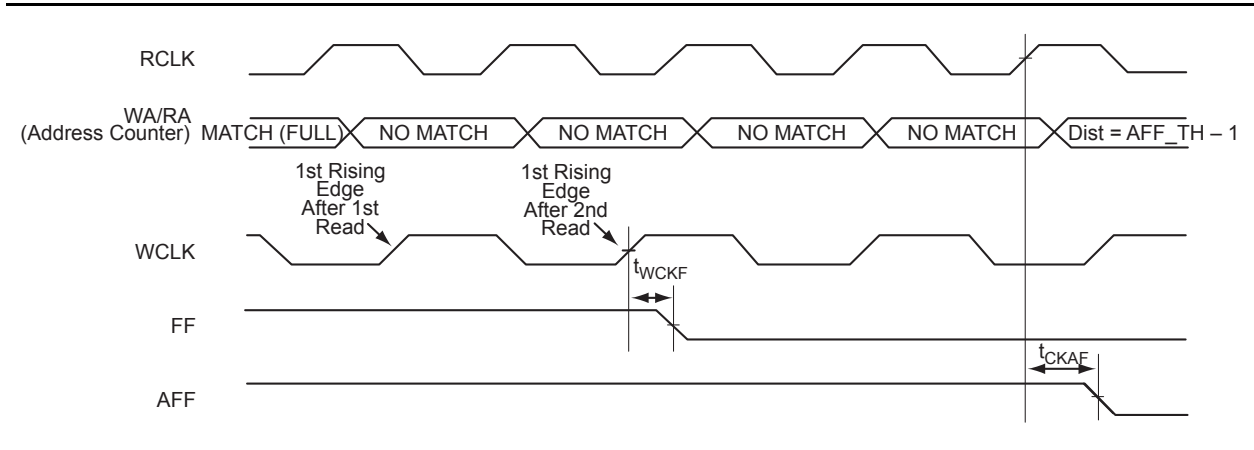 RCLK
WA/RA
(Address Counter)
MATCH (FULL)
NO MATCH
NO MATCH
NO MATCH
NO MATCH
Dist = AFF_TH – 1
1st Rising
Edge
After 1st
Read
1st Rising
Edge
After 2nd
Read
WCLK
tWCKF
FF
tCKAF
AFF